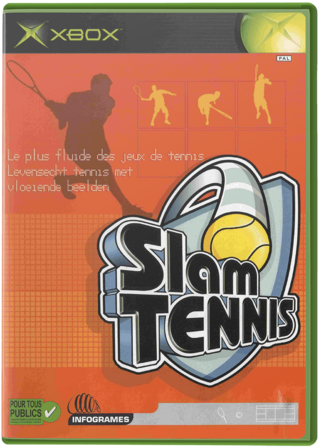 XBOX
PAL
Le plus fluide des jeux de tennis
Levensecht tennis met
vloeiende beelden
Slam
TENNIS
POUR TOUS
PUBLICS
INFOGRAMES